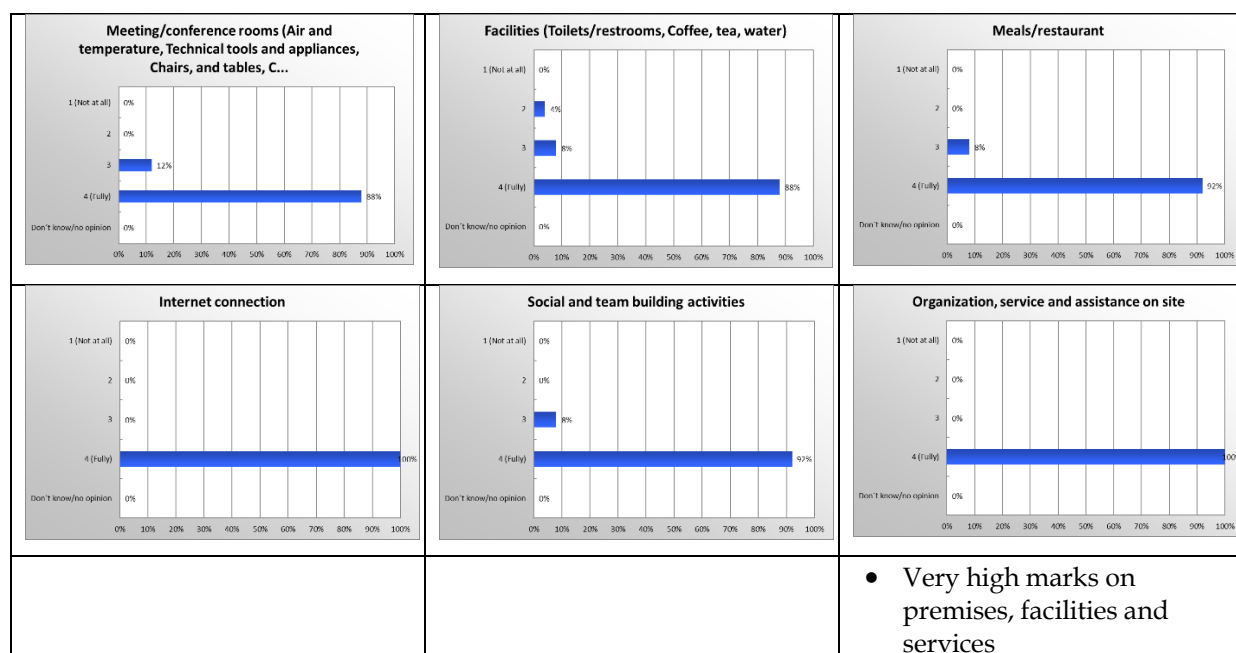 Meeting/conference rooms (Air and
temperature, Technical tools and appliances,
Chairs, and tables, C...
1 (Not at all) 0%
2 0%
3 12%
4 (Fully) 88%
Don´t know/no opinion 0%
0% 10% 20% 30% 40% 50% 60% 70% 80% 90% 100%
Facilities (Toilets/restrooms, Coffee, tea, water)
1 (Not at all) 0%
2 4%
3 8%
4 (Fully) 88%
Don´t know/no opinion 0%
0% 10% 20% 30% 40% 50% 60% 70% 80% 90% 100%
Meals/restaurant
1 (Not at all) 0%
2 0%
3 8%
4 (Fully) 92%
Don´t know/no opinion 0%
0% 10% 20% 30% 40% 50% 60% 70% 80% 90% 100%
Internet connection
1 (Not at all) 0%
2 0%
3 0%
4 (Fully) 100%
Don´t know/no opinion 0%
0% 10% 20% 30% 40% 50% 60% 70% 80% 90% 100%
Social and team building activities
1 (Not at all) 0%
2 0%
3 8%
4 (Fully) 92%
Don´t know/no opinion 0%
0% 10% 20% 30% 40% 50% 60% 70% 80% 90% 100%
Organization, service and assistance on site
1 (Not at all) 0%
2 0%
3 0%
4 (Fully) 100%
Don´t know/no opinion 0%
0% 10% 20% 30% 40% 50% 60% 70% 80% 90% 100%
• Very high marks on
premises, facilities and
services